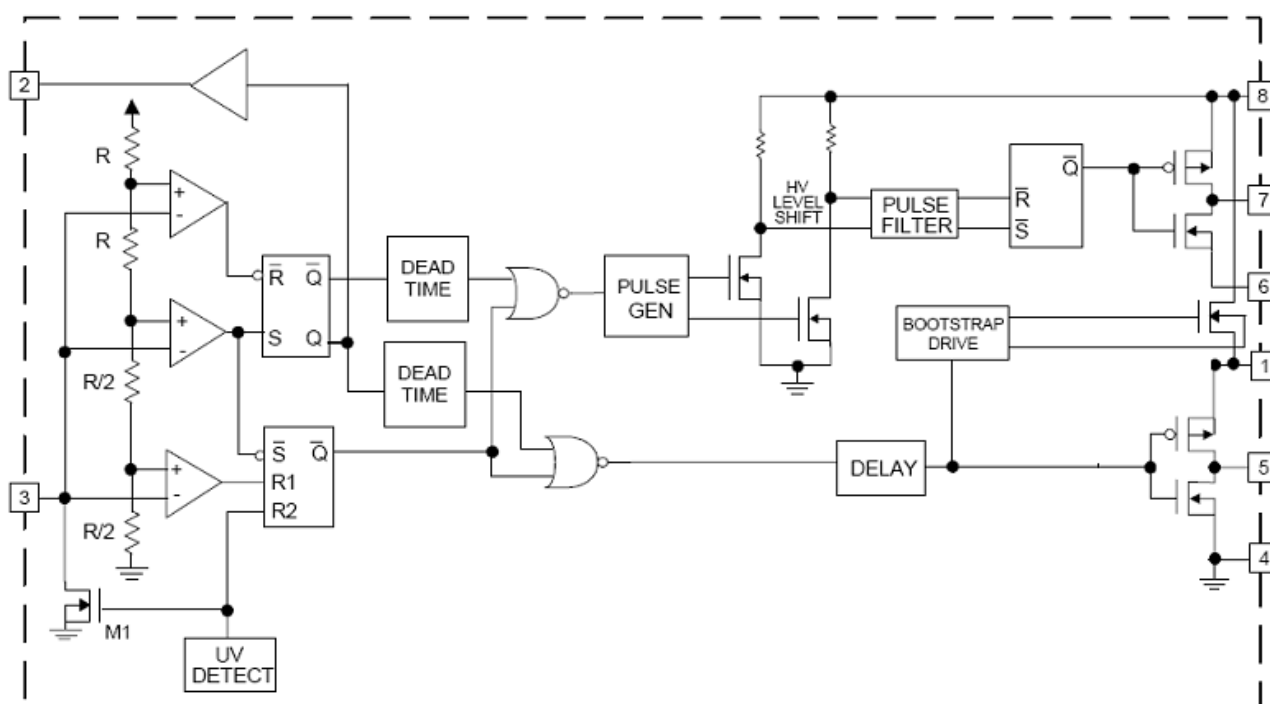 2
8
R
+
-
HV
LEVEL
SHIFT
PULSE
FILTER
R̅
S̅
Q̅
7
R
DEAD
TIME
R̅ Q̅
S Q
PULSE
GEN
6
+
-
BOOTSTRAP
DRIVE
1
R/2
DEAD
TIME
S̅ Q̅
R1
R2
+
-
DELAY
5
3
R/2
4
M1
UV
DETECT